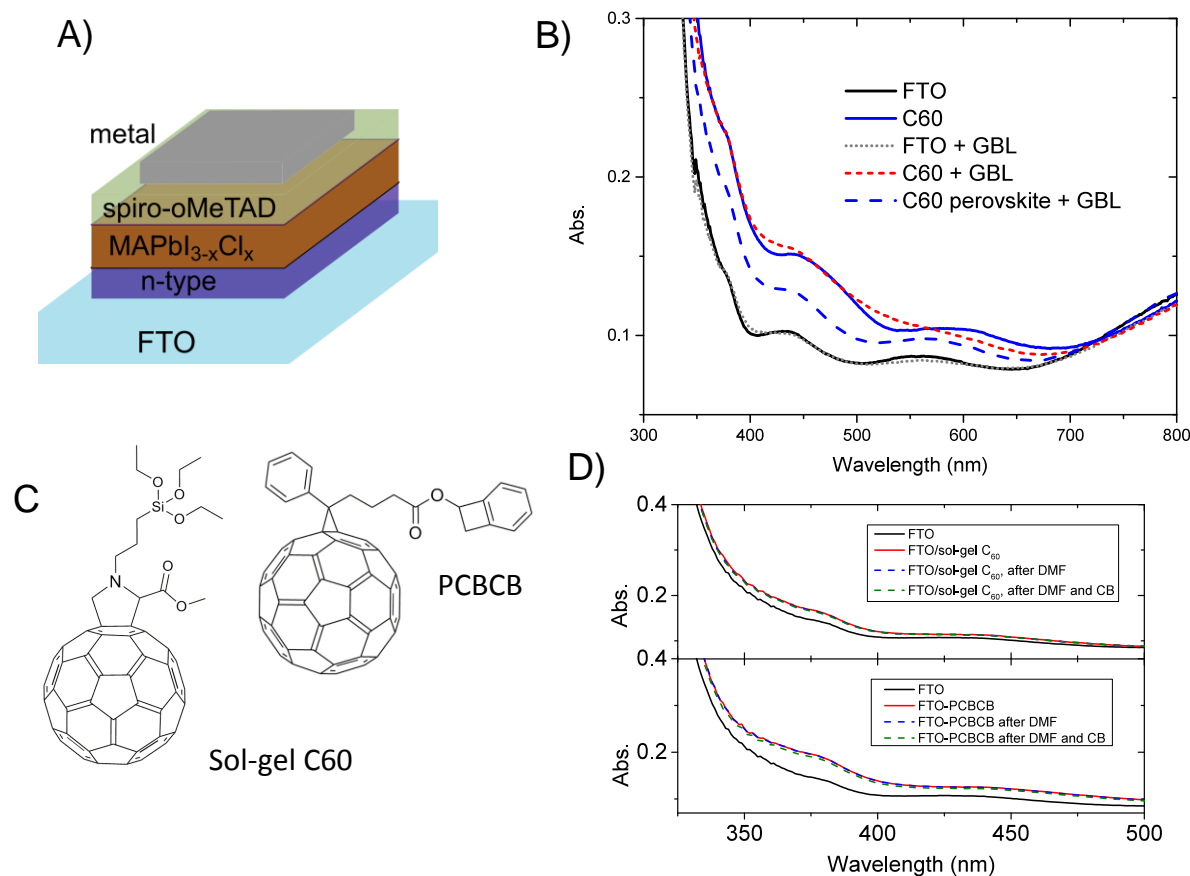 A)
metal
spiro-oMeTAD
MAPbI3-xClx
n-type
FTO
B)
0.3
0.2
0.1
Abs.
FTO
C60
FTO + GBL
C60 + GBL
C60 perovskite + GBL
300 400 500 600 700 800
Wavelength (nm)
C
O
Si
O
O
N
O
O
Sol-gel C60
O
O
PCBCB
D)
0.4
0.2
Abs.
FTO
FTO/sol-gel C60
FTO/sol-gel C60, after DMF
FTO/sol-gel C60, after DMF and CB
0.4
0.2
Abs.
FTO
FTO-PCBCB
FTO-PCBCB after DMF
FTO-PCBCB after DMF and CB
350 400 450 500
Wavelength (nm)